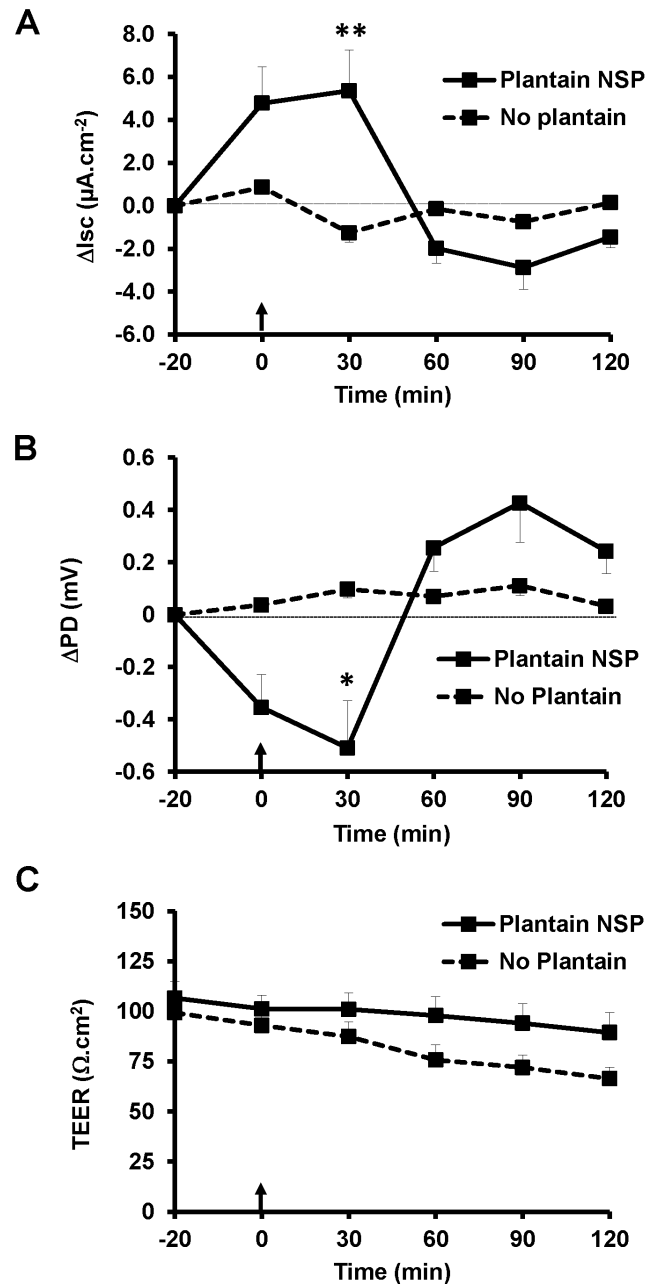 A
**
8.0
6.0
4.0
2.0
0.0
-2.0
-4.0
-6.0
ΔIsc (µA.cm-2)
Plantain NSP
No plantain
-20 0 30 60 90 120
Time (min)
B
0.6
0.4
0.2
0
-0.2
-0.4
-0.6
ΔPD (mV)
*
Plantain NSP
No Plantain
-20 0 30 60 90 120
Time (min)
C
150
125
100
75
50
25
0
TEER (Ω.cm2)
Plantain NSP
No Plantain
-20 0 30 60 90 120
Time (min)